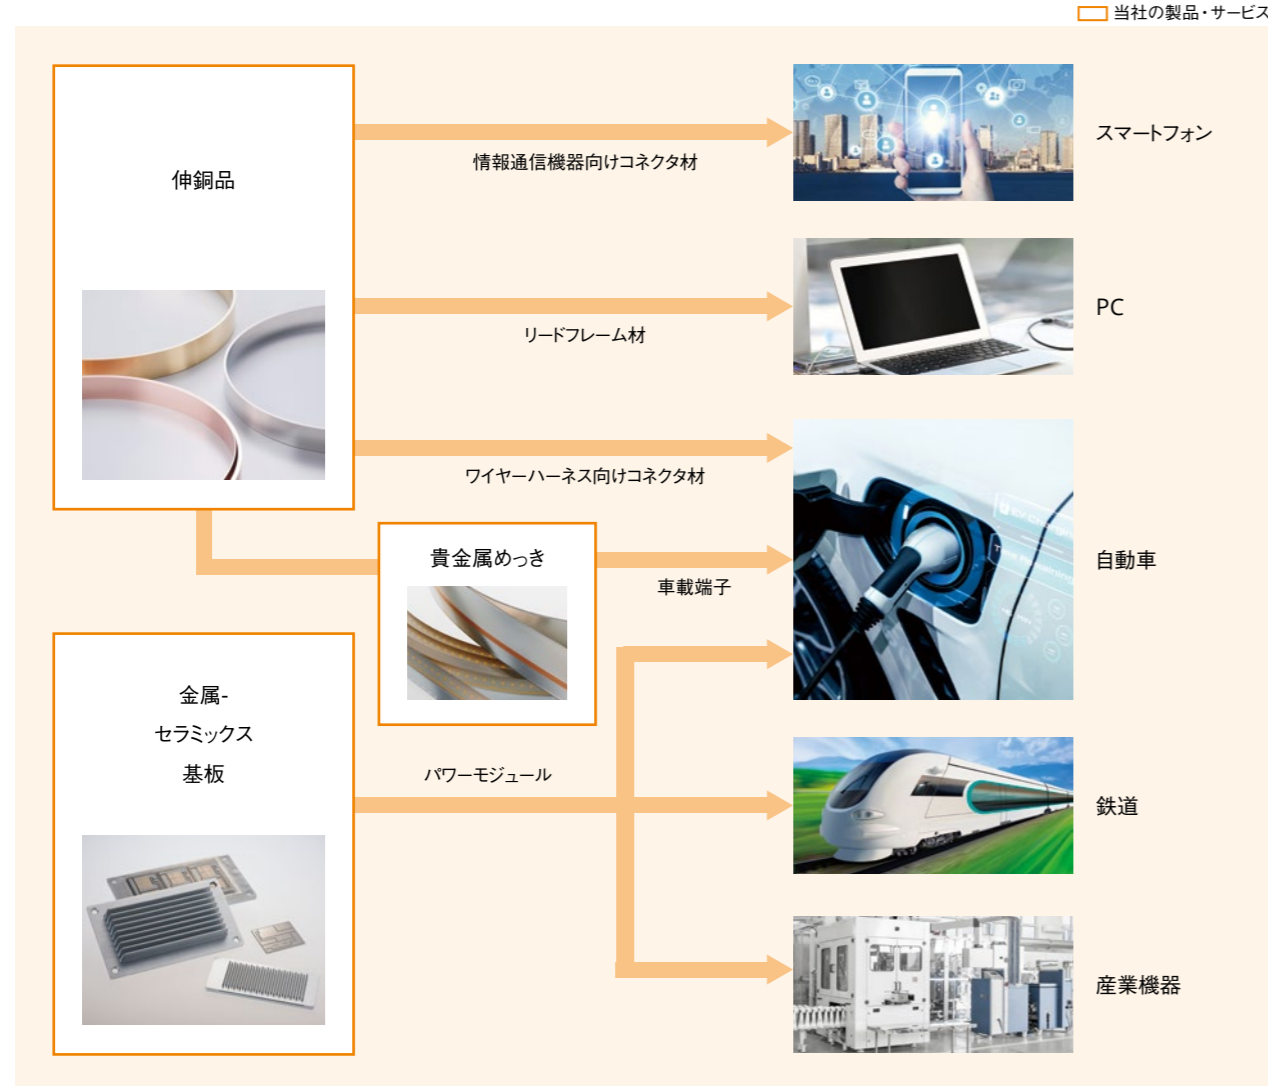 当社の製品・サービス
伸銅品
情報通信機器向けコネクタ材
スマートフォン
リードフレーム材
PC
ワイヤーハーネス向けコネクタ材
貴金属めっき
車載端子
自動車
金属-
セラミックス
基板
パワーモジュール
鉄道
産業機器